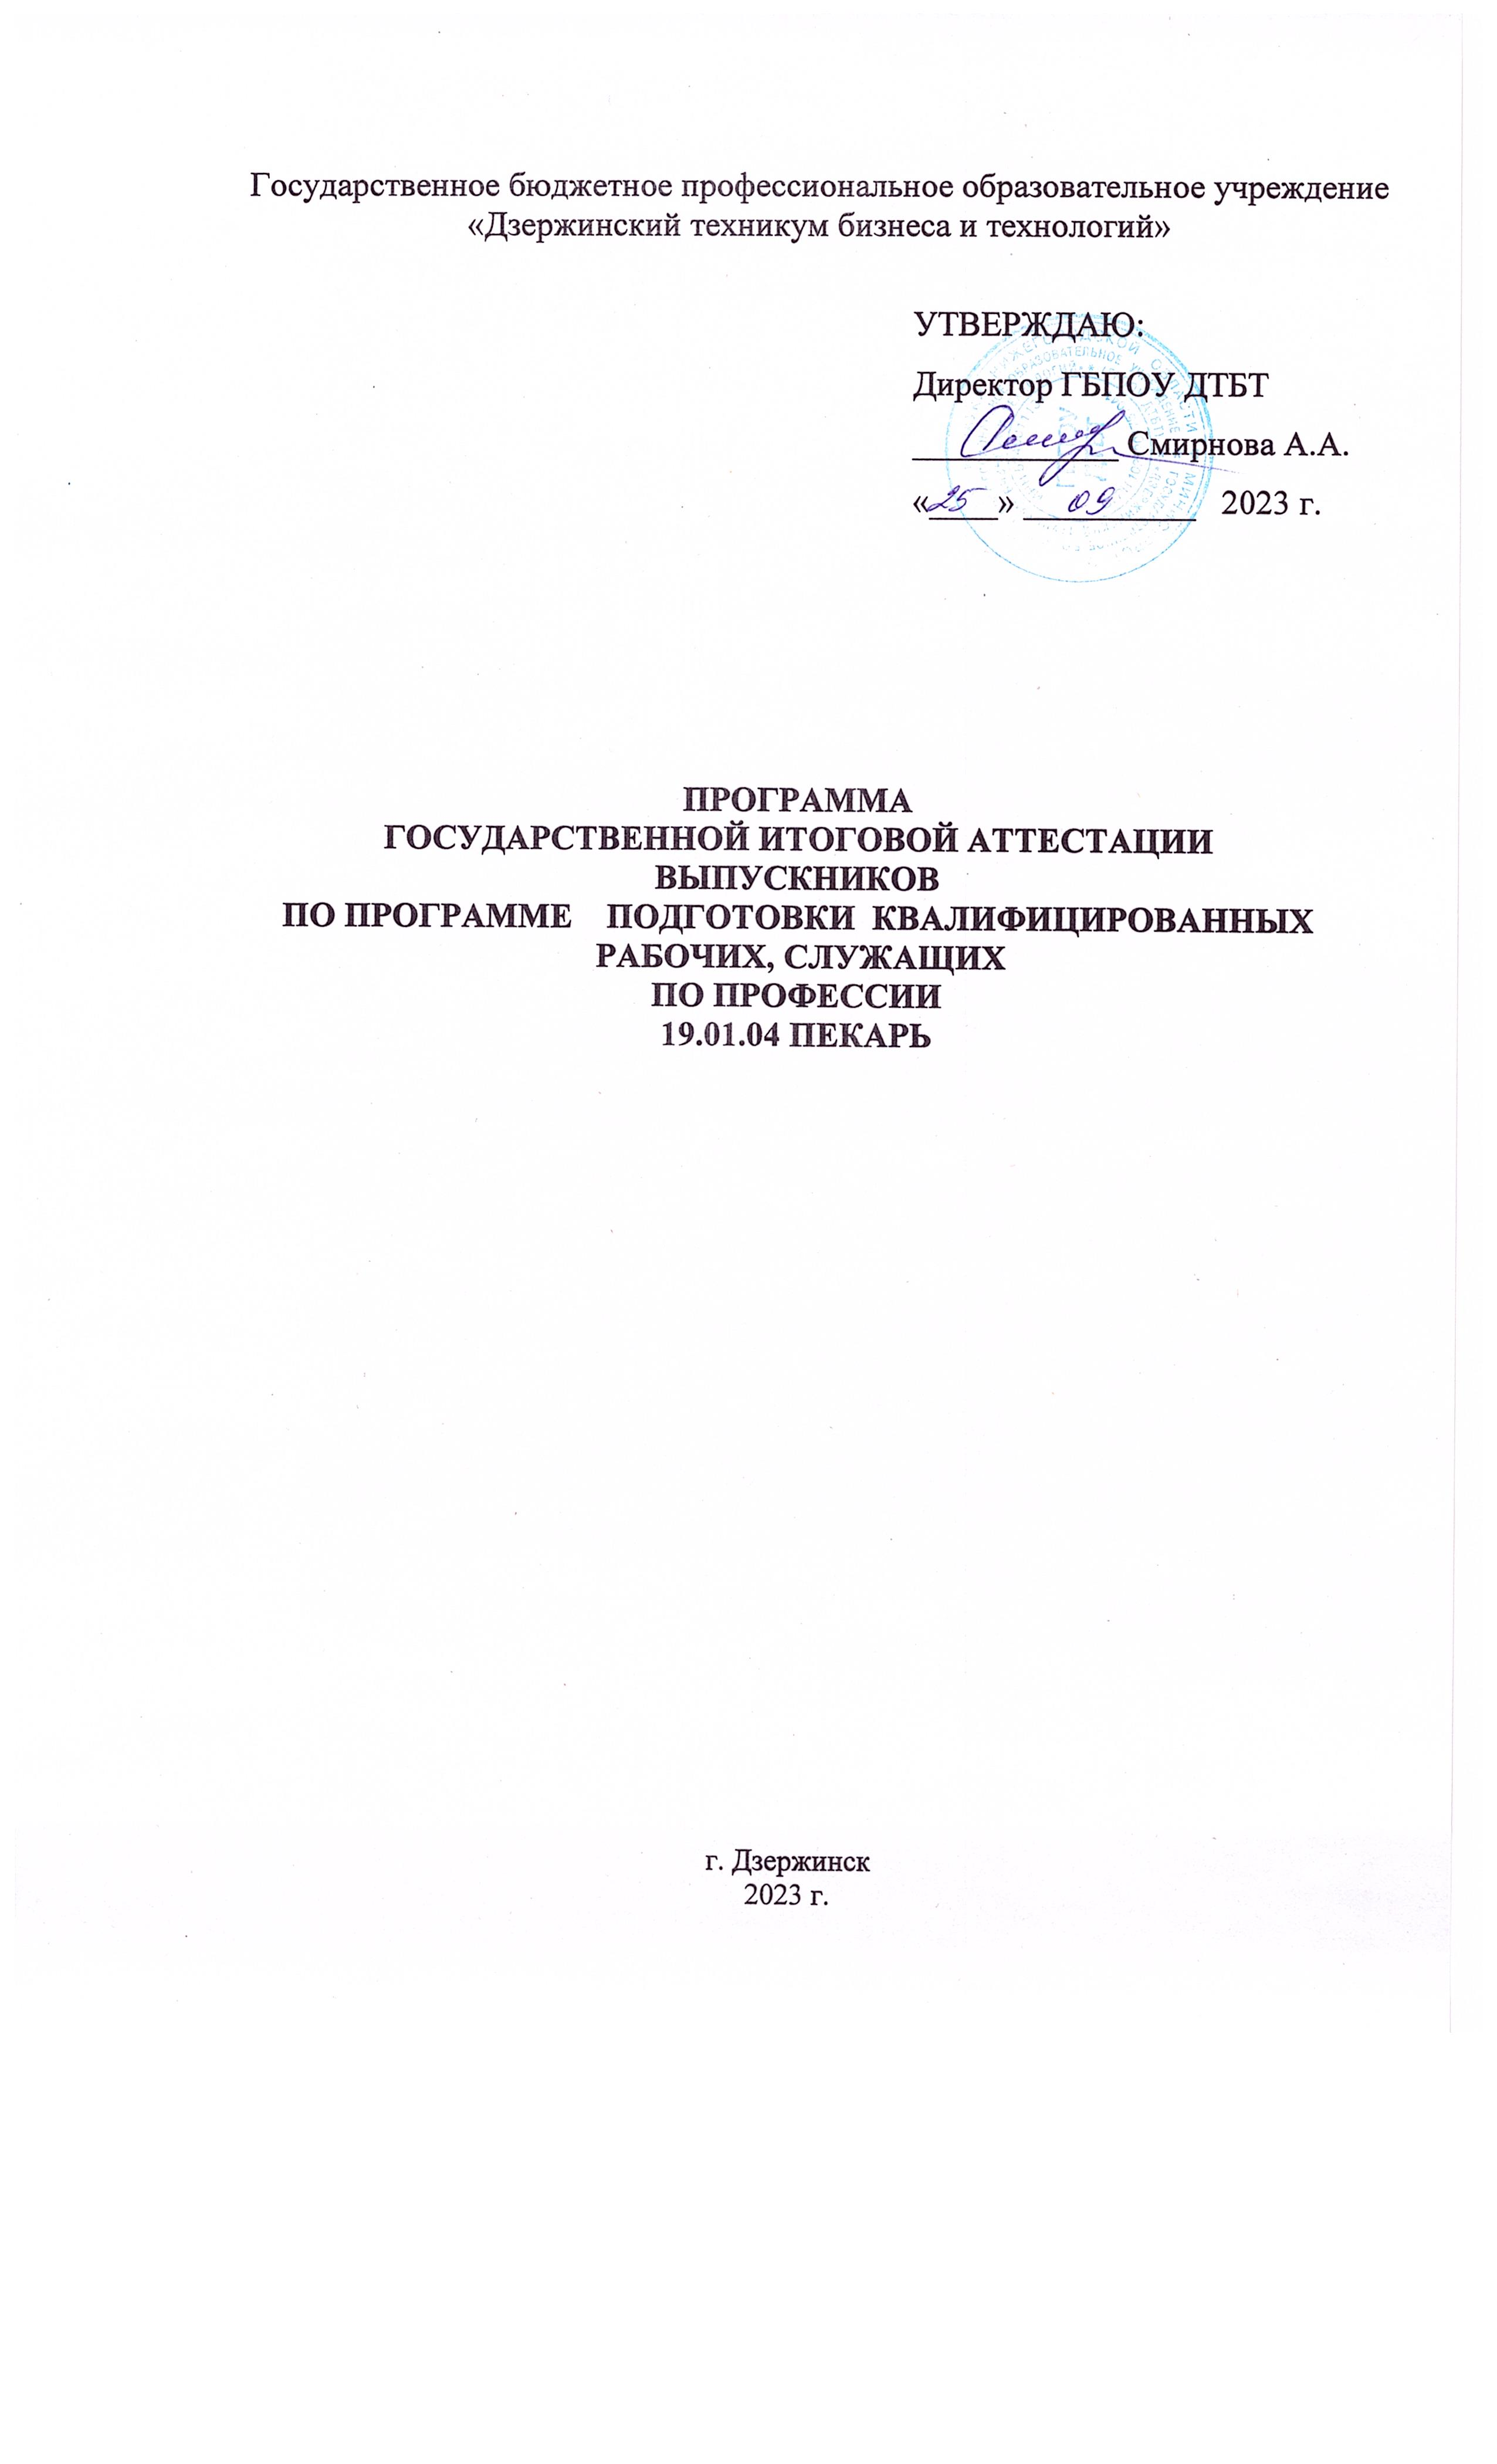 Государственное бюджетное профессиональное образовательное учреждение
«Дзержинский техникум бизнеса и технологий»
УТВЕРЖДАЮ:
Директор ГБПОУ ДТБТ
Смирнова А.А.
«25» 09 2023 г.
ПРОГРАММА
ГОСУДАРСТВЕННОЙ ИТОГОВОЙ АТТЕСТАЦИИ
ВЫПУСКНИКОВ
ПО ПРОГРАММЕ ПОДГОТОВКИ КВАЛИФИЦИРОВАННЫХ
РАБОЧИХ, СЛУЖАЩИХ
ПО ПРОФЕССИИ
19.01.04 ПЕКАРЬ
г. Дзержинск
2023 г.